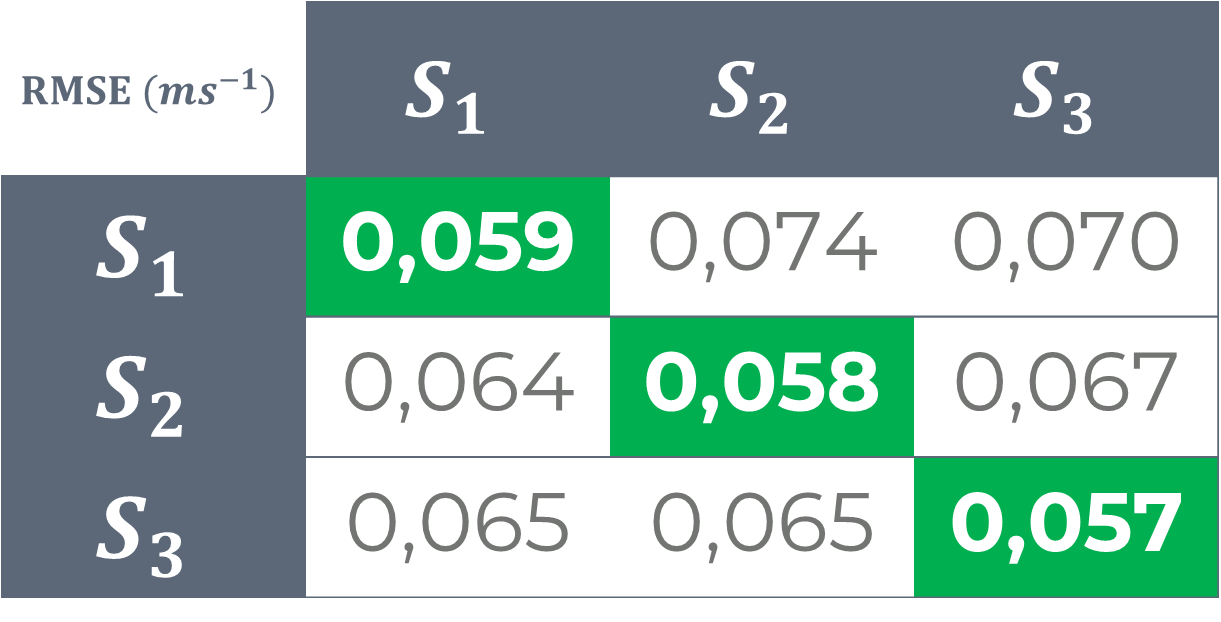 RMSE (ms⁻¹) S₁ S₂ S₃
S₁ 0,059 0,074 0,070
S₂ 0,064 0,058 0,067
S₃ 0,065 0,065 0,057